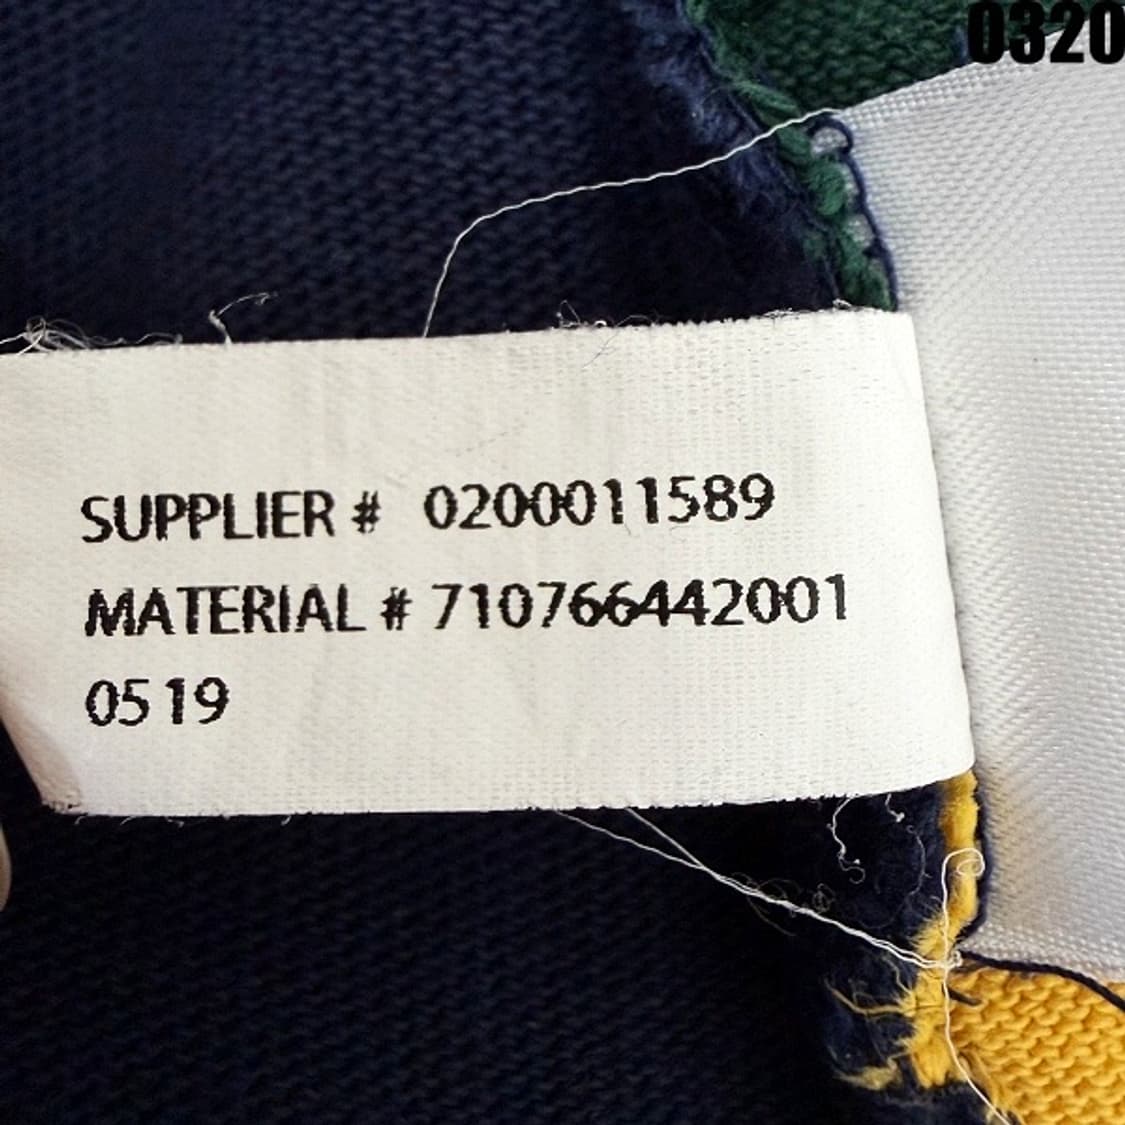 0320
SUPPLIER # 0200011589
MATERIAL # 710766442001
0519